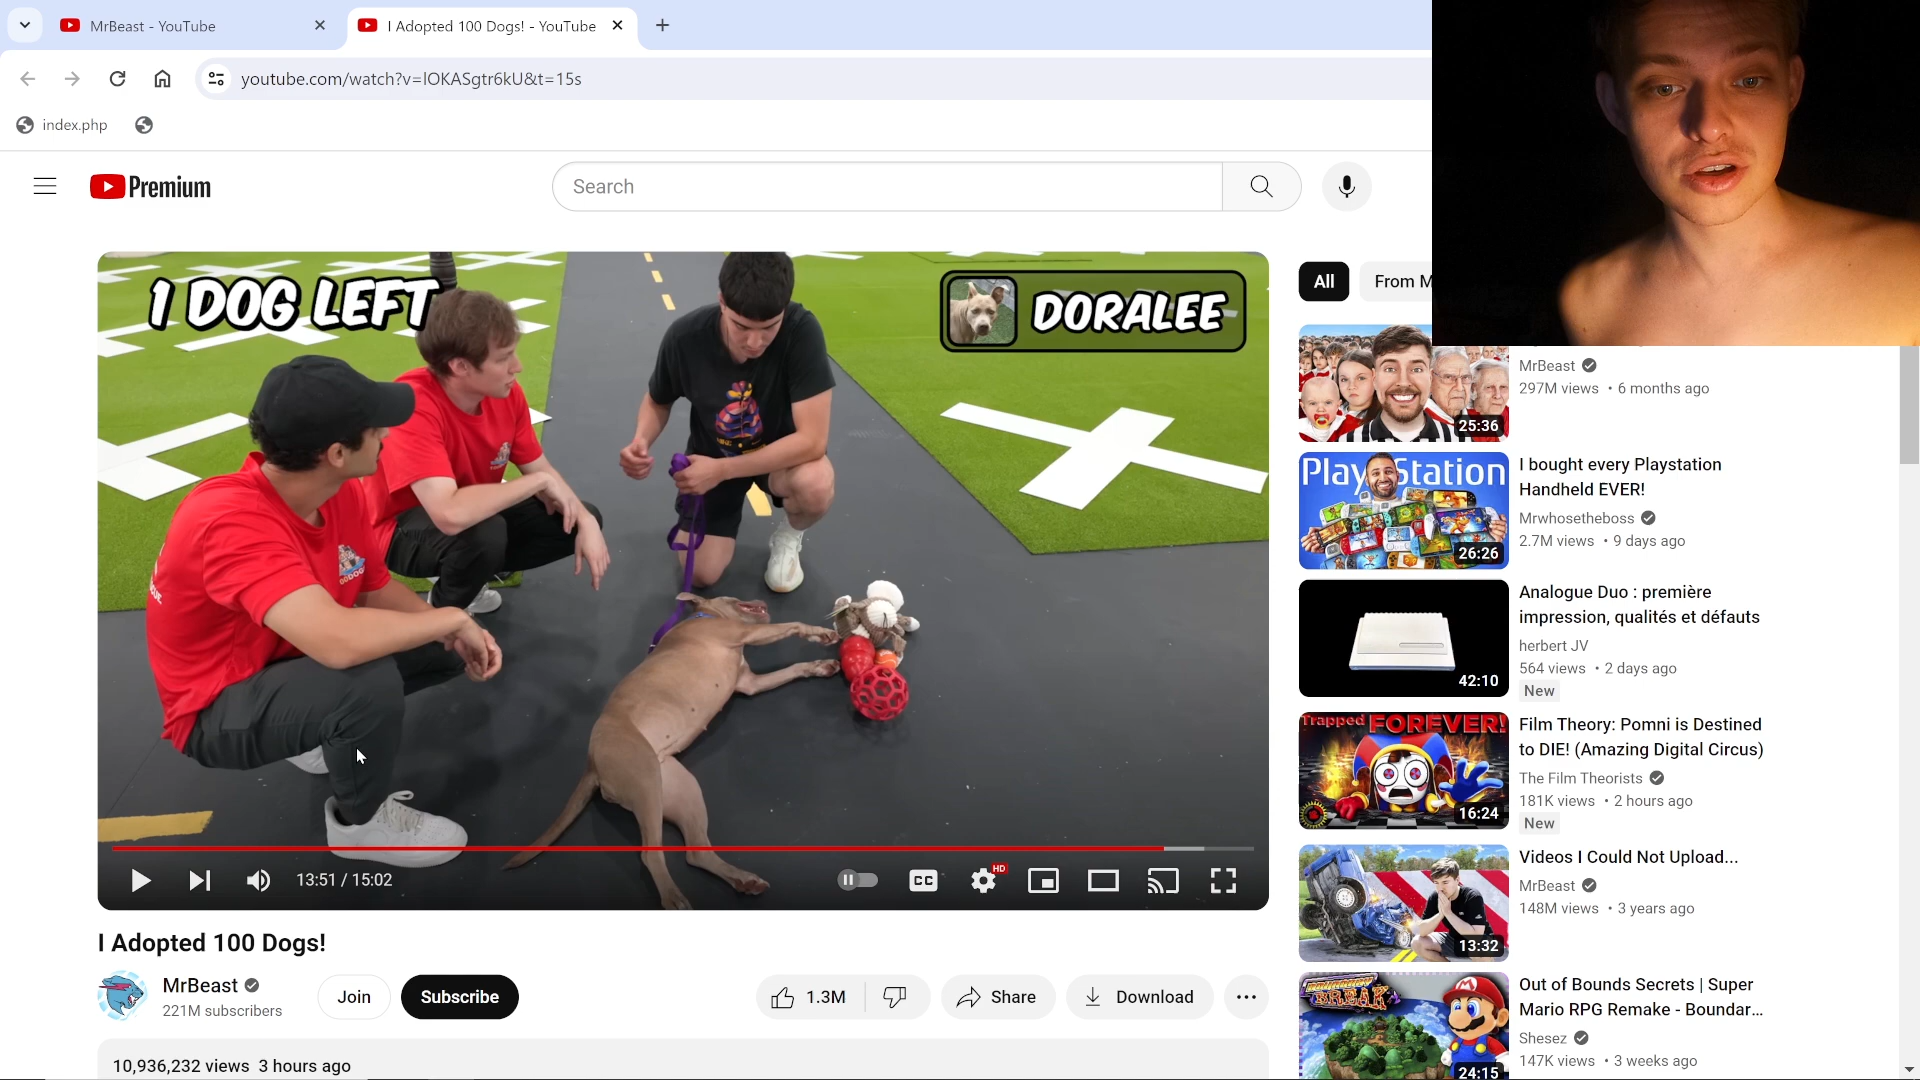 MrBeast - YouTube
I Adopted 100 Dogs! - YouTube
youtube.com/watch?v=lOKASgtr6kU&t=15s
index.php
Premium
Search
1 DOG LEFT
DORALEE
13:51 / 15:02
CC
HD
I Adopted 100 Dogs!
MrBeast
221M subscribers
Join
Subscribe
1.3M
Share
Download
10,936,232 views 3 hours ago
All
From M
25:36
MrBeast
297M views • 6 months ago
PlayStation
26:26
I bought every Playstation
Handheld EVER!
Mrwhosetheboss
2.7M views • 9 days ago
42:10
Analogue Duo : première
impression, qualités et défauts
herbert JV
564 views • 2 days ago
New
Trapped FOREVER!
16:24
Film Theory: Pomni is Destined
to DIE! (Amazing Digital Circus)
The Film Theorists
181K views • 2 hours ago
New
13:32
Videos I Could Not Upload...
MrBeast
148M views • 3 years ago
BREAK
24:15
Out of Bounds Secrets | Super
Mario RPG Remake - Boundar...
Shesez
147K views • 3 weeks ago